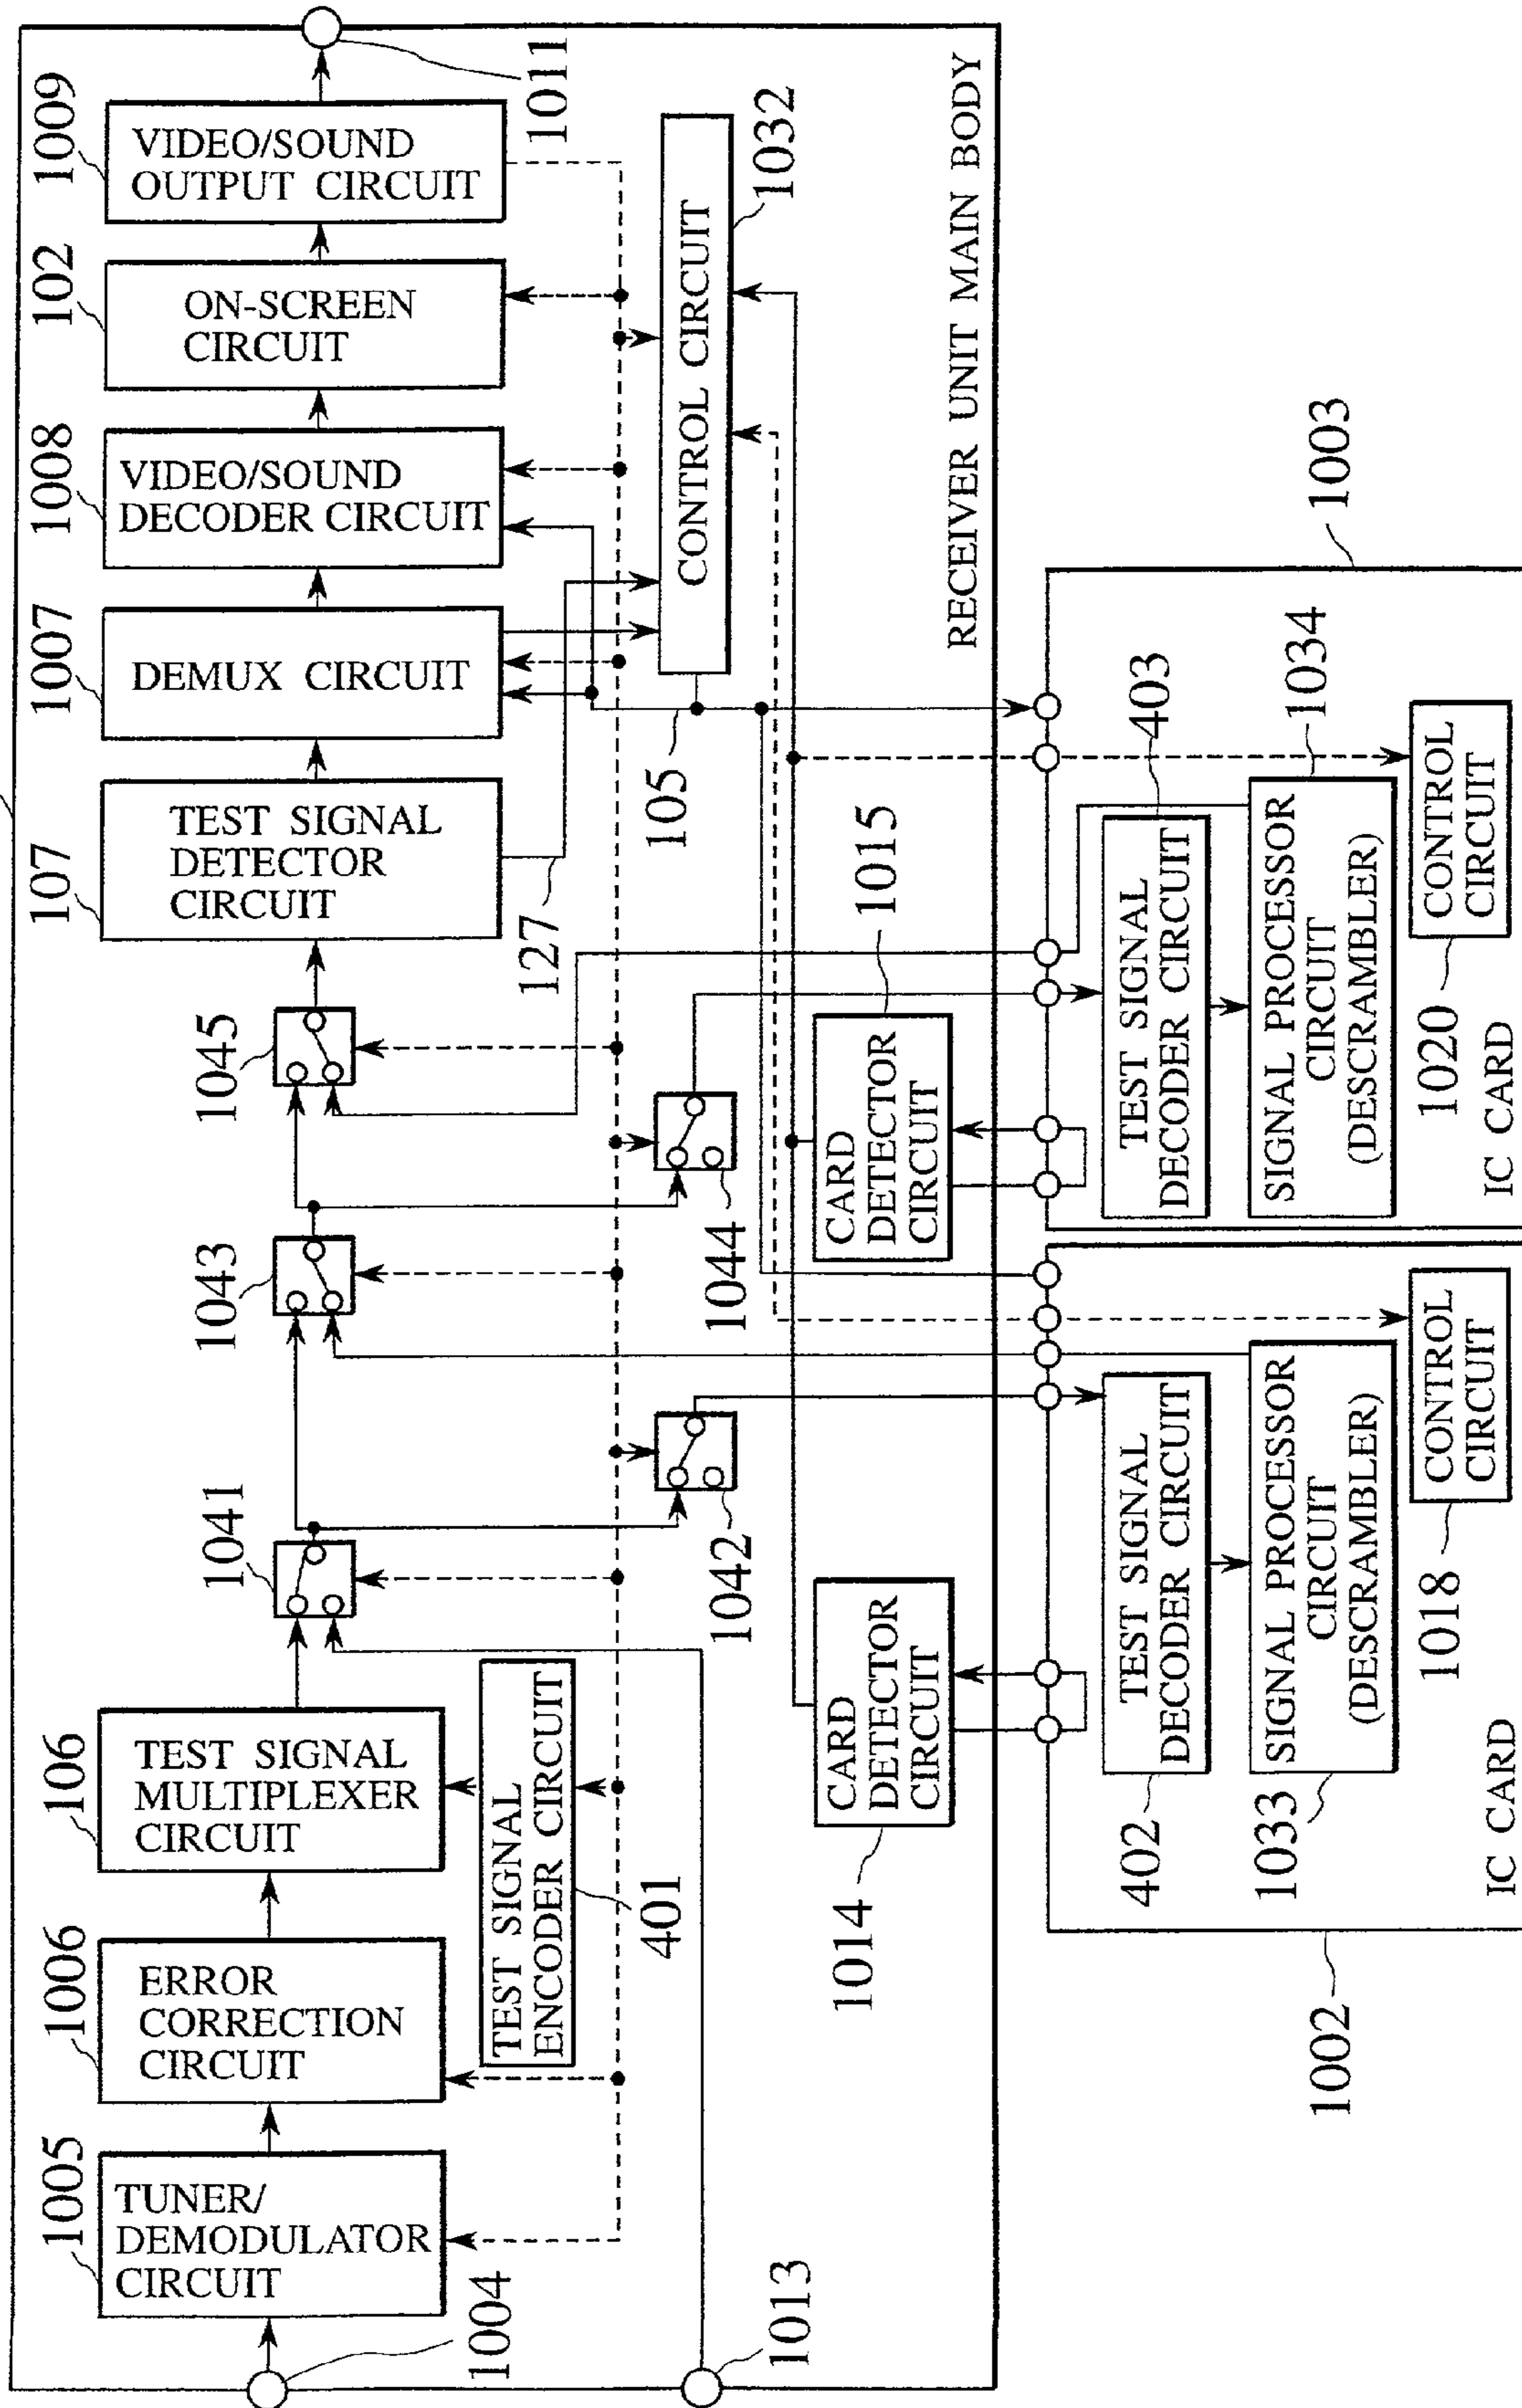 1005
TUNER/
DEMODULATOR
CIRCUIT
1006
ERROR
CORRECTION
CIRCUIT
106
TEST SIGNAL
MULTIPLEXER
CIRCUIT
107
TEST SIGNAL
DETECTOR
CIRCUIT
1007
DEMUX CIRCUIT
1008
VIDEO/SOUND
DECODER CIRCUIT
102
ON-SCREEN
CIRCUIT
1009
VIDEO/SOUND
OUTPUT CIRCUIT
1041
1043
1045
1004
TEST SIGNAL
ENCODER CIRCUIT
401
127
1011
1042
1044
105
CONTROL CIRCUIT
1032
1013
1014
CARD
DETECTOR
CIRCUIT
CARD
DETECTOR
CIRCUIT
1015
RECEIVER UNIT MAIN BODY
1002
402
TEST SIGNAL
DECODER CIRCUIT
1033
SIGNAL PROCESSOR
CIRCUIT
(DESCRAMBLER)
1018
CONTROL
CIRCUIT
IC CARD
TEST SIGNAL
DECODER CIRCUIT
403
SIGNAL PROCESSOR
CIRCUIT
(DESCRAMBLER)
1034
1020
CONTROL
CIRCUIT
IC CARD
1003